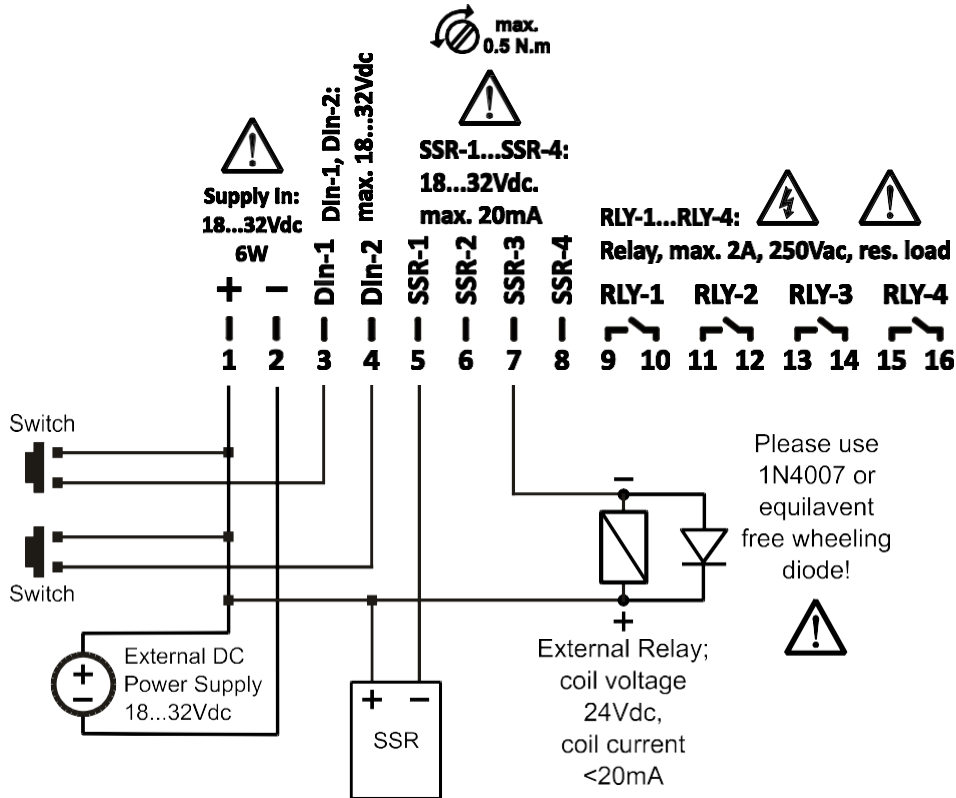 max.
0.5 N.m
DIn-1, DIn-2:
max. 18...32Vdc
Supply In:
18...32Vdc
6W
SSR-1...SSR-4:
18...32Vdc.
max. 20mA
RLY-1...RLY-4:
Relay, max. 2A, 250Vac, res. load
+ − DIn-1 DIn-2 SSR-1 SSR-2 SSR-3 SSR-4 RLY-1 RLY-2 RLY-3 RLY-4
1 2 3 4 5 6 7 8 9 10 11 12 13 14 15 16
Switch
Switch
Please use
1N4007 or
equilavent
free wheeling
diode!
−
+
External Relay;
coil voltage
24Vdc,
coil current
<20mA
+
−
External DC
Power Supply
18...32Vdc
+ −
SSR